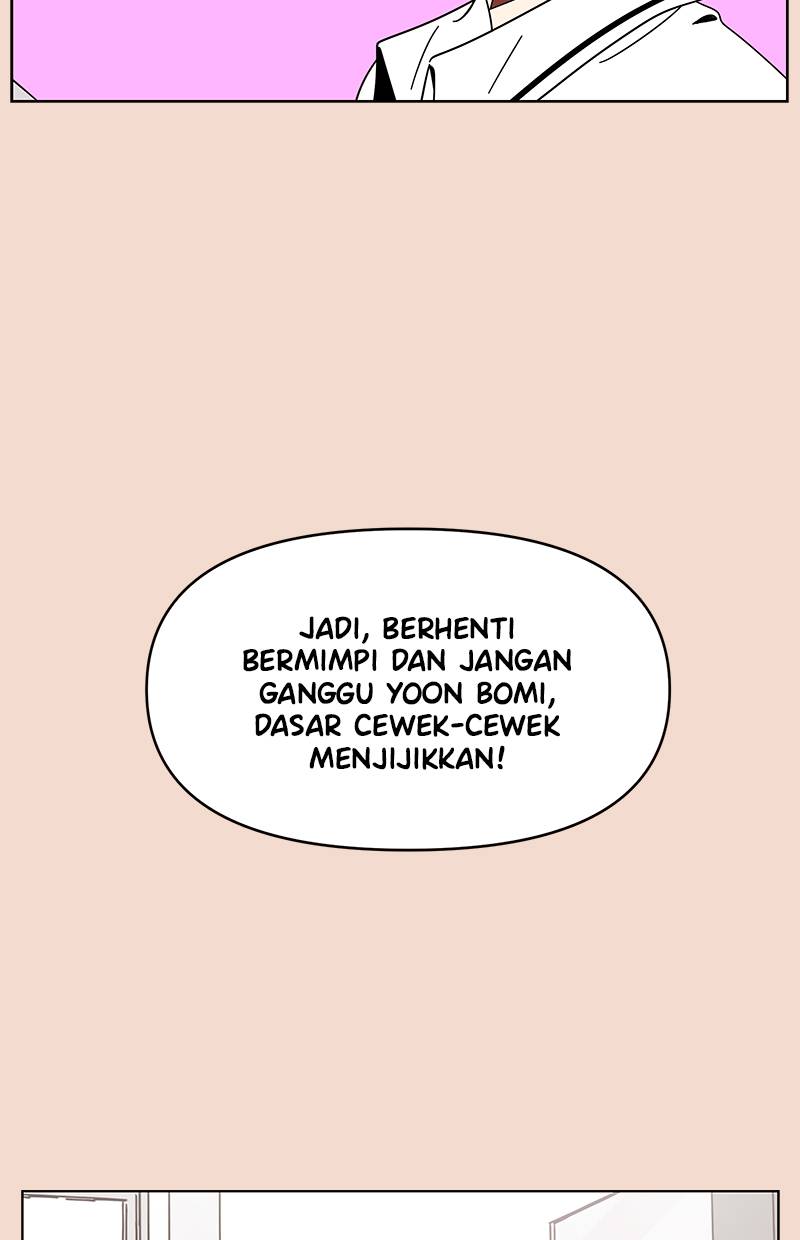 JADI, BERHENTI
BERMIMPI DAN JANGAN
GANGGU YOON BOMI,
DASAR CEWEK-CEWEK
MENJIJIKKAN!